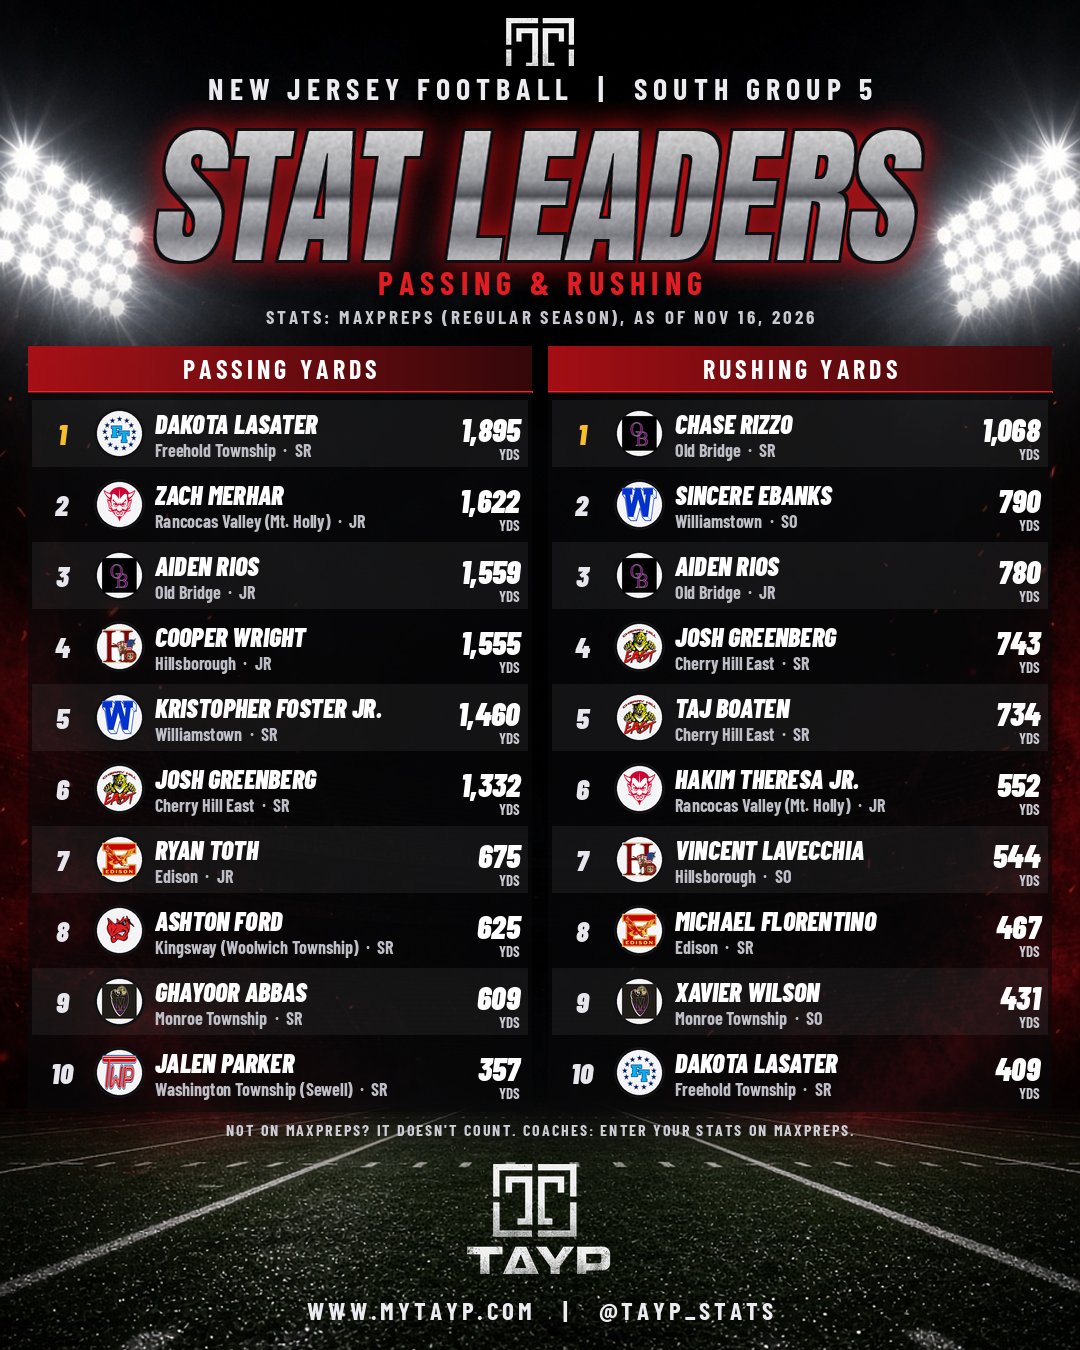 NEW JERSEY FOOTBALL | SOUTH GROUP 5
STAT LEADERS
PASSING & RUSHING
STATS: MAXPREPS (REGULAR SEASON), AS OF NOV 16, 2026
PASSING YARDS
1 DAKOTA LASATER 1,895
Freehold Township · SR YDS
2 ZACH MERHAR 1,622
Rancocas Valley (Mt. Holly) · JR YDS
3 AIDEN RIOS 1,559
Old Bridge · JR YDS
4 COOPER WRIGHT 1,555
Hillsborough · JR YDS
5 KRISTOPHER FOSTER JR. 1,460
Williamstown · SR YDS
6 JOSH GREENBERG 1,332
Cherry Hill East · SR YDS
7 RYAN TOTH 675
Edison · JR YDS
8 ASHTON FORD 625
Kingsway (Woolwich Township) · SR YDS
9 GHAYOOR ABBAS 609
Monroe Township · SR YDS
10 JALEN PARKER 357
Washington Township (Sewell) · SR YDS
RUSHING YARDS
1 CHASE RIZZO 1,068
Old Bridge · SR YDS
2 SINCERE EBANKS 790
Williamstown · SO YDS
3 AIDEN RIOS 780
Old Bridge · JR YDS
4 JOSH GREENBERG 743
Cherry Hill East · SR YDS
5 TAJ BOATEN 734
Cherry Hill East · SR YDS
6 HAKIM THERESA JR. 552
Rancocas Valley (Mt. Holly) · JR YDS
7 VINCENT LAVECCHIA 544
Hillsborough · SO YDS
8 MICHAEL FLORENTINO 467
Edison · SR YDS
9 XAVIER WILSON 431
Monroe Township · SO YDS
10 DAKOTA LASATER 409
Freehold Township · SR YDS
NOT ON MAXPREPS? IT DOESN'T COUNT. COACHES: ENTER YOUR STATS ON MAXPREPS.
TAYP
WWW.MYTAYP.COM | @TAYP_STATS